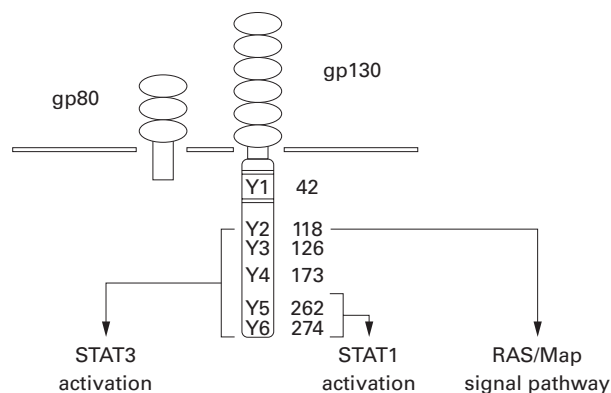 gp80
gp130
Y1 42
Y2 118
Y3 126
Y4 173
Y5 262
Y6 274
STAT3
activation
STAT1
activation
RAS/Map
signal pathway